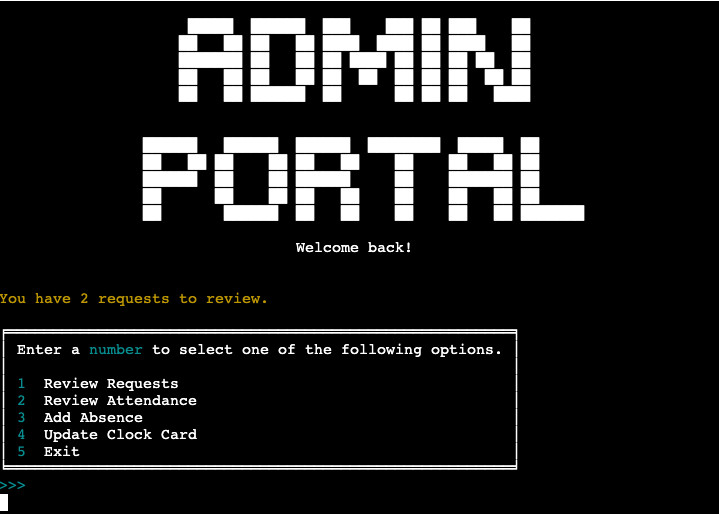 ADMIN
PORTAL
Welcome back!
You have 2 requests to review.
Enter a number to select one of the following options.
1 Review Requests
2 Review Attendance
3 Add Absence
4 Update Clock Card
5 Exit
>>>